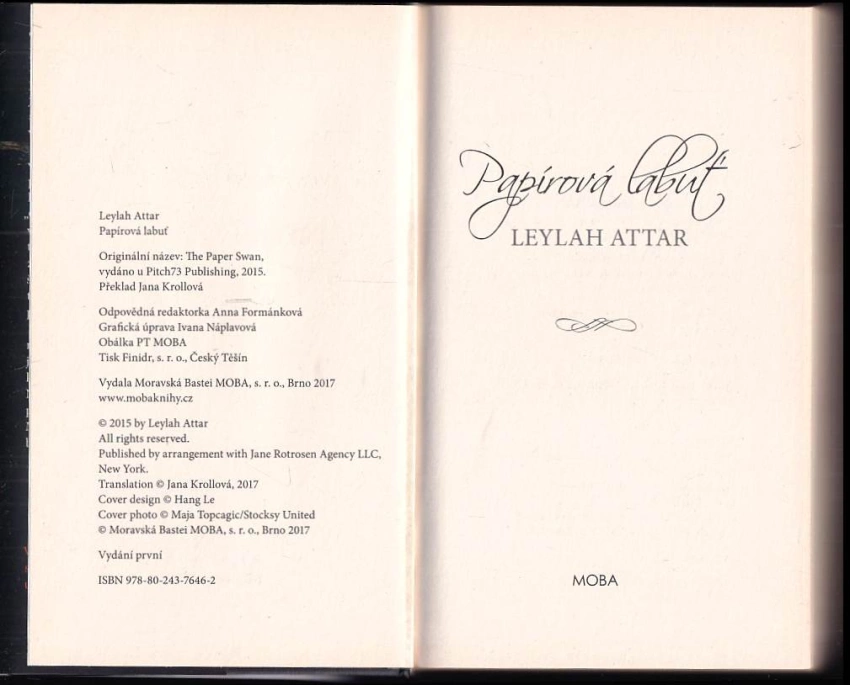 Leylah Attar
Papírová labuť
Originální název: The Paper Swan,
vydáno u Pitch73 Publishing, 2015.
Překlad Jana Krollová
Odpovědná redaktorka Anna Formánková
Grafická úprava Ivana Náplavová
Obálka PT MOBA
Tisk Finidr, s. r. o., Český Těšín
Vydala Moravská Bastei MOBA, s. r. o., Brno 2017
www.mobaknihy.cz
© 2015 by Leylah Attar
All rights reserved.
Published by arrangement with Jane Rotrosen Agency LLC,
New York.
Translation © Jana Krollová, 2017
Cover design © Hang Le
Cover photo © Maja Topcagic/Stocksy United
© Moravská Bastei MOBA, s. r. o., Brno 2017
Vydání první
ISBN 978-80-243-7646-2
Papírová labuť
LEYLAH ATTAR
MOBA